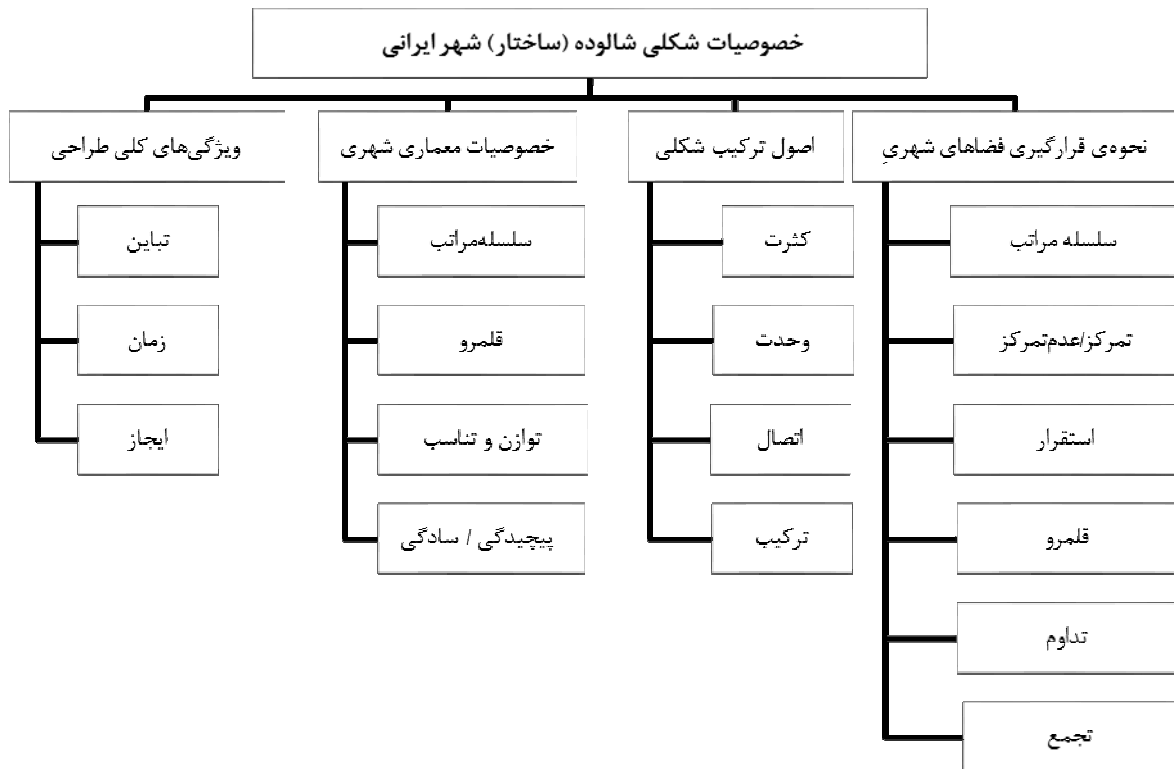 خصوصیات شکلی شالوده (ساختار) شهر ایرانی
نحوه‌ی قرارگیری فضاهای شهریِ
سلسله مراتب
تمرکز/عدم‌تمرکز
استقرار
قلمرو
تداوم
تجمع
اصول ترکیب شکلی
کثرت
وحدت
اتصال
ترکیب
خصوصیات معماری شهری
سلسله‌مراتب
قلمرو
توازن و تناسب
پیچیدگی / سادگی
ویژگی‌های کلی طراحی
تباین
زمان
ایجاز